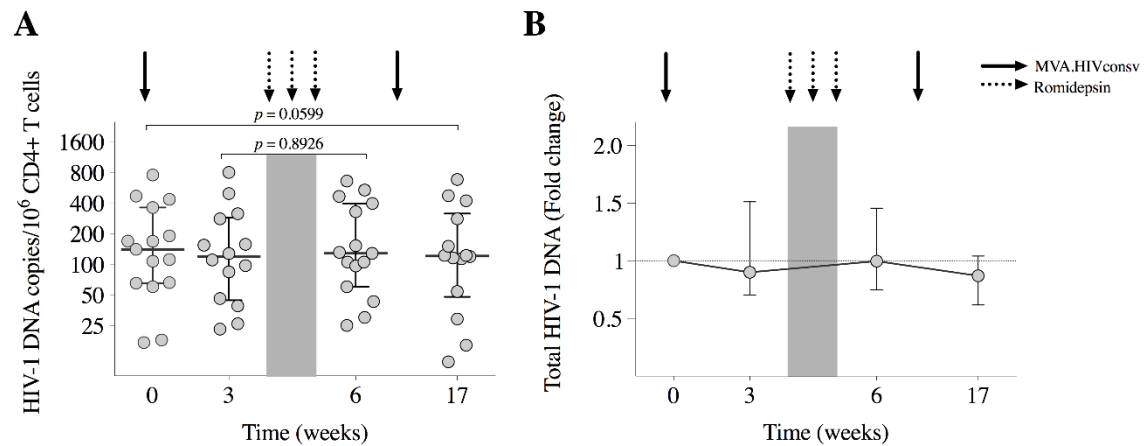 A
HIV-1 DNA copies/10⁶ CD4+ T cells
p = 0.0599
p = 0.8926
1600
800
400
200
100
50
25
0 3 6 17
Time (weeks)
B
MVA.HIVconsv
Romidepsin
Total HIV-1 DNA (Fold change)
2.0
1.5
1
0.5
0 3 6 17
Time (weeks)